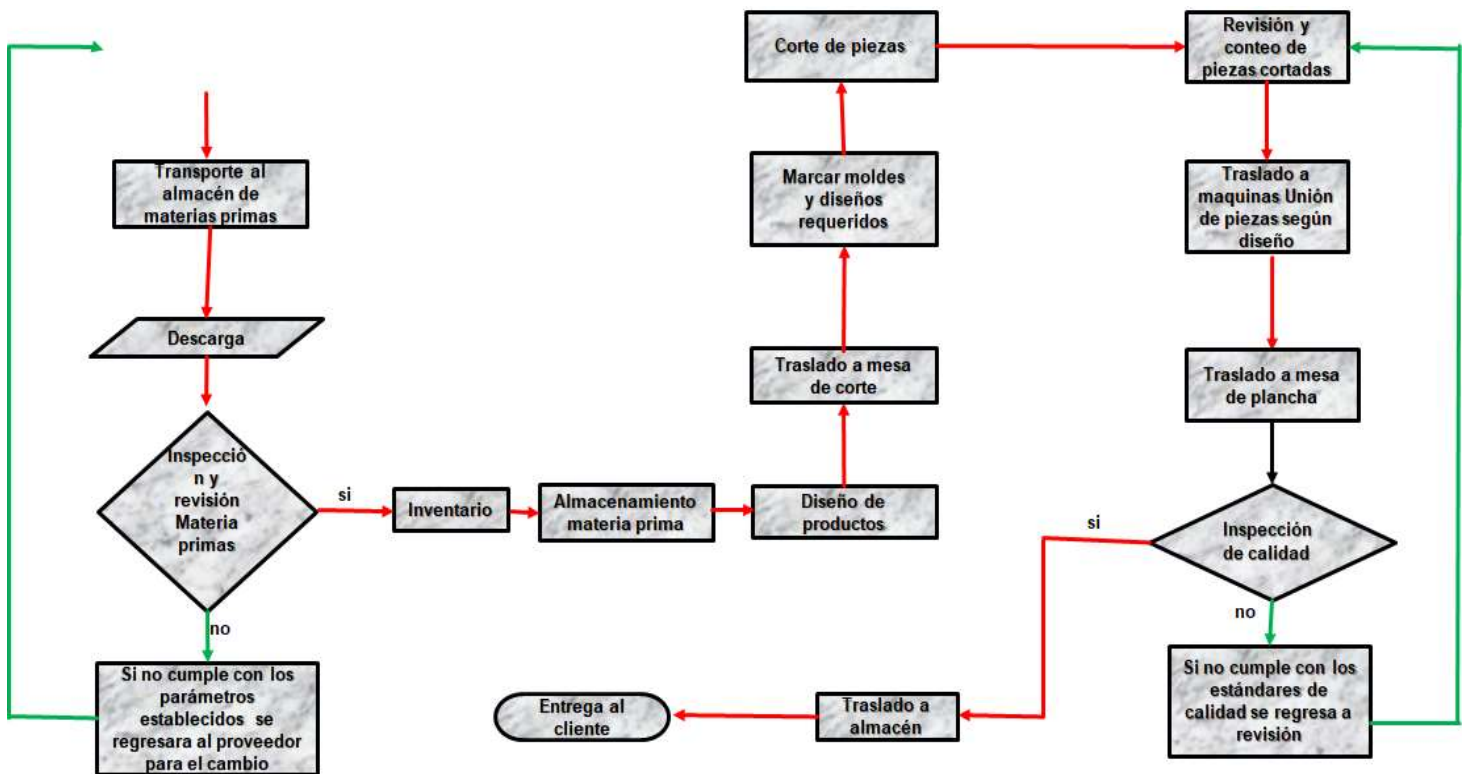 Transporte al
almacén de
materias primas
Descarga
Inspecció
n y
revisión
Materia
primas
si
no
Si no cumple con los
parámetros
establecidos se
regresara al proveedor
para el cambio
Inventario
Almacenamiento
materia prima
Diseño de
productos
Traslado a mesa
de corte
Marcar moldes
y diseños
requeridos
Corte de piezas
Revisión y
conteo de
piezas cortadas
Traslado a
maquinas Unión
de piezas según
diseño
Traslado a mesa
de plancha
Inspección
de calidad
si
no
Si no cumple con los
estándares de
calidad se regresa a
revisión
Traslado a
almacén
Entrega al
cliente